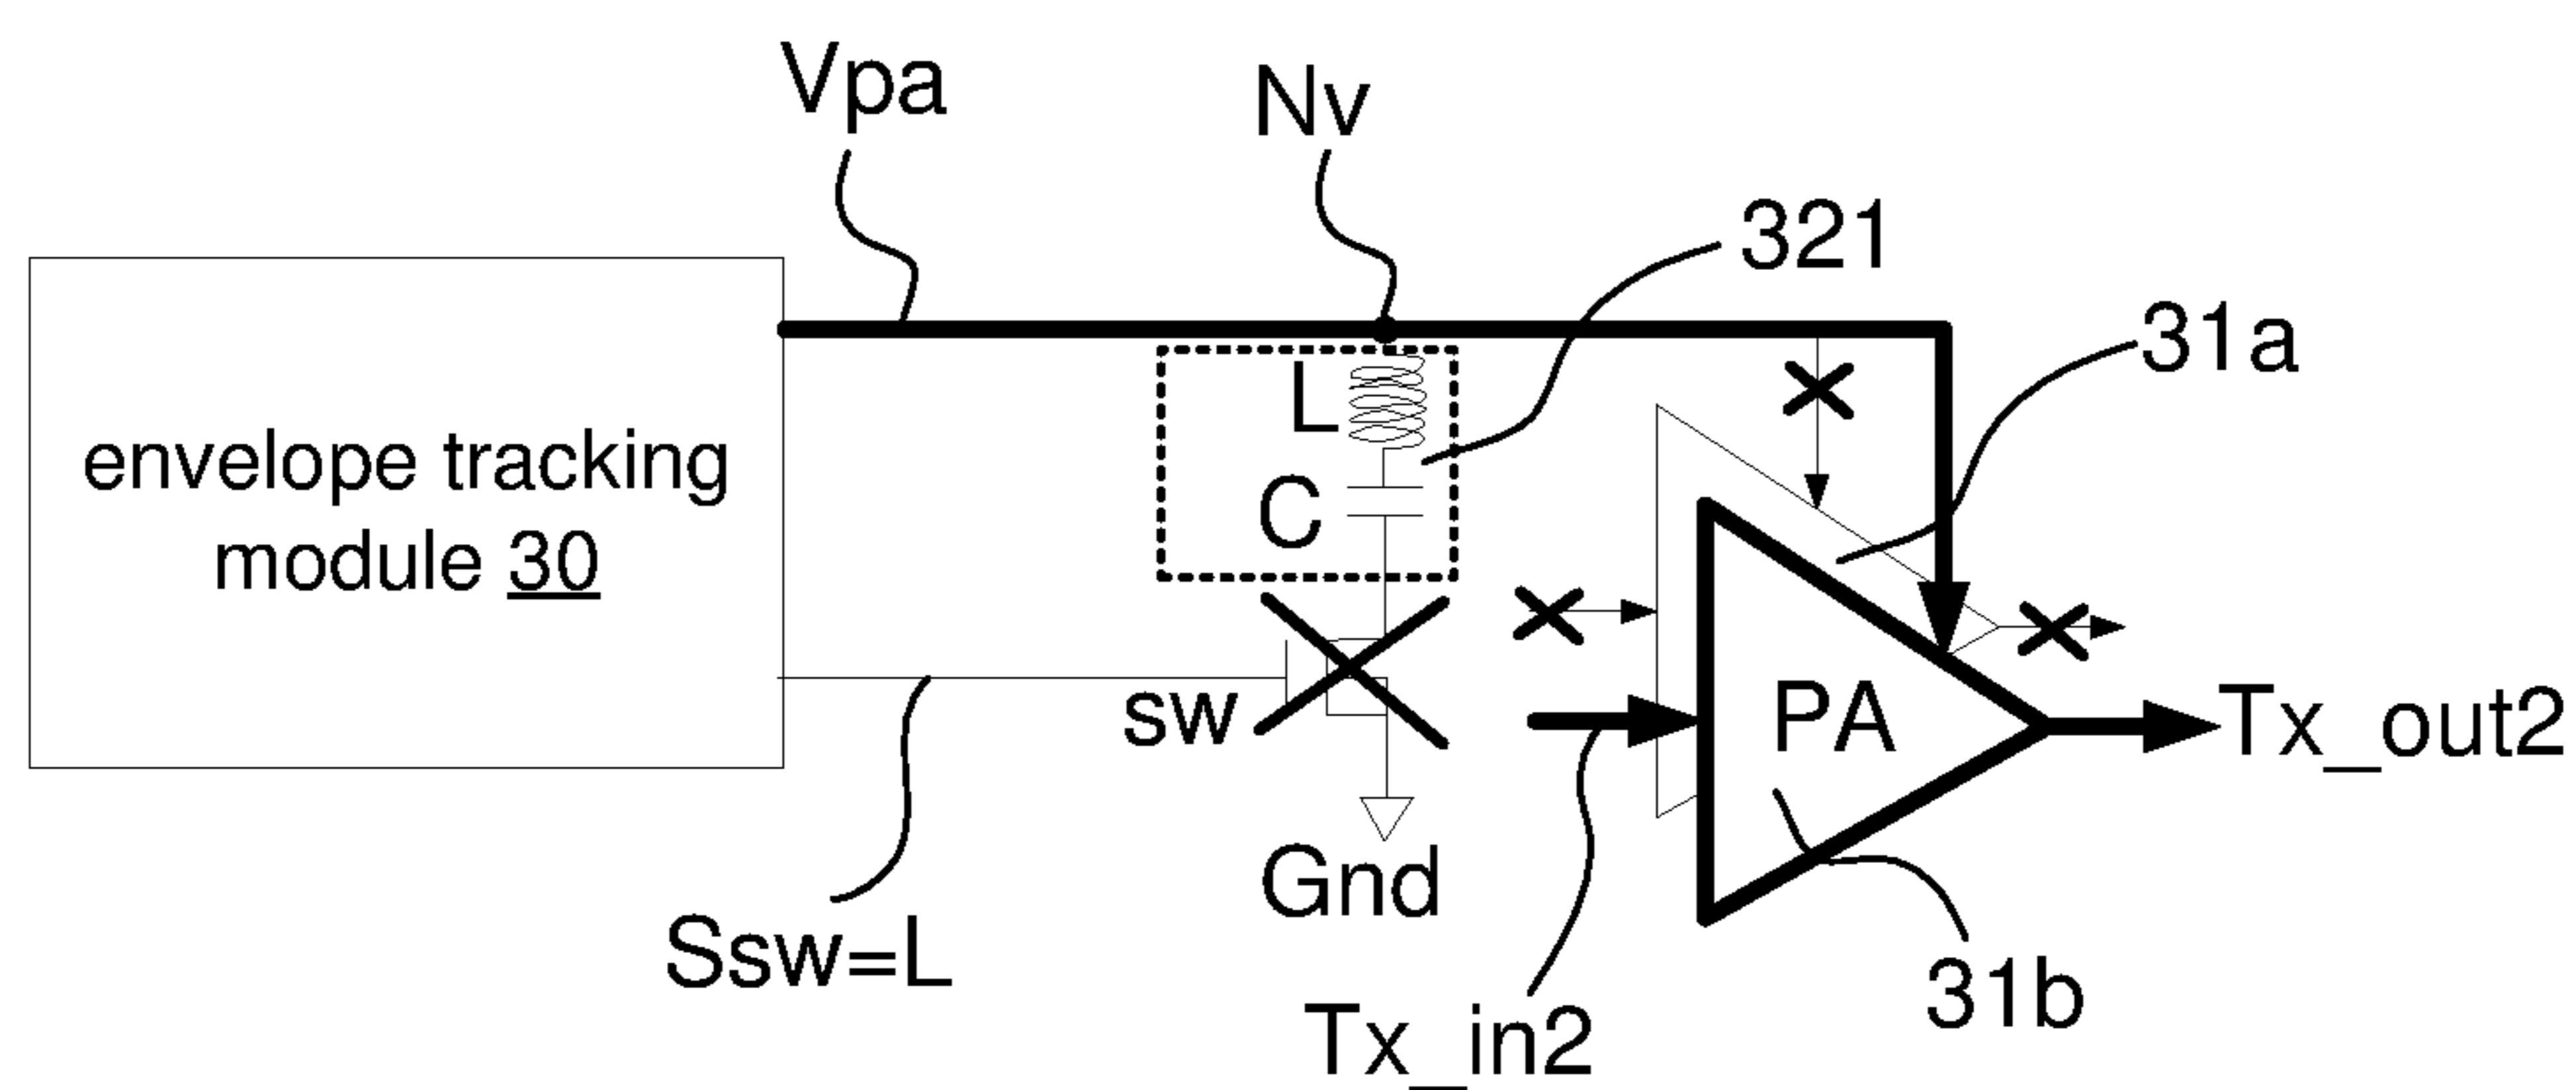 Vpa
Nv
321
31a
L
envelope tracking
module 30
C
sw
PA
Tx_out2
Gnd
Ssw=L
31b
Tx_in2